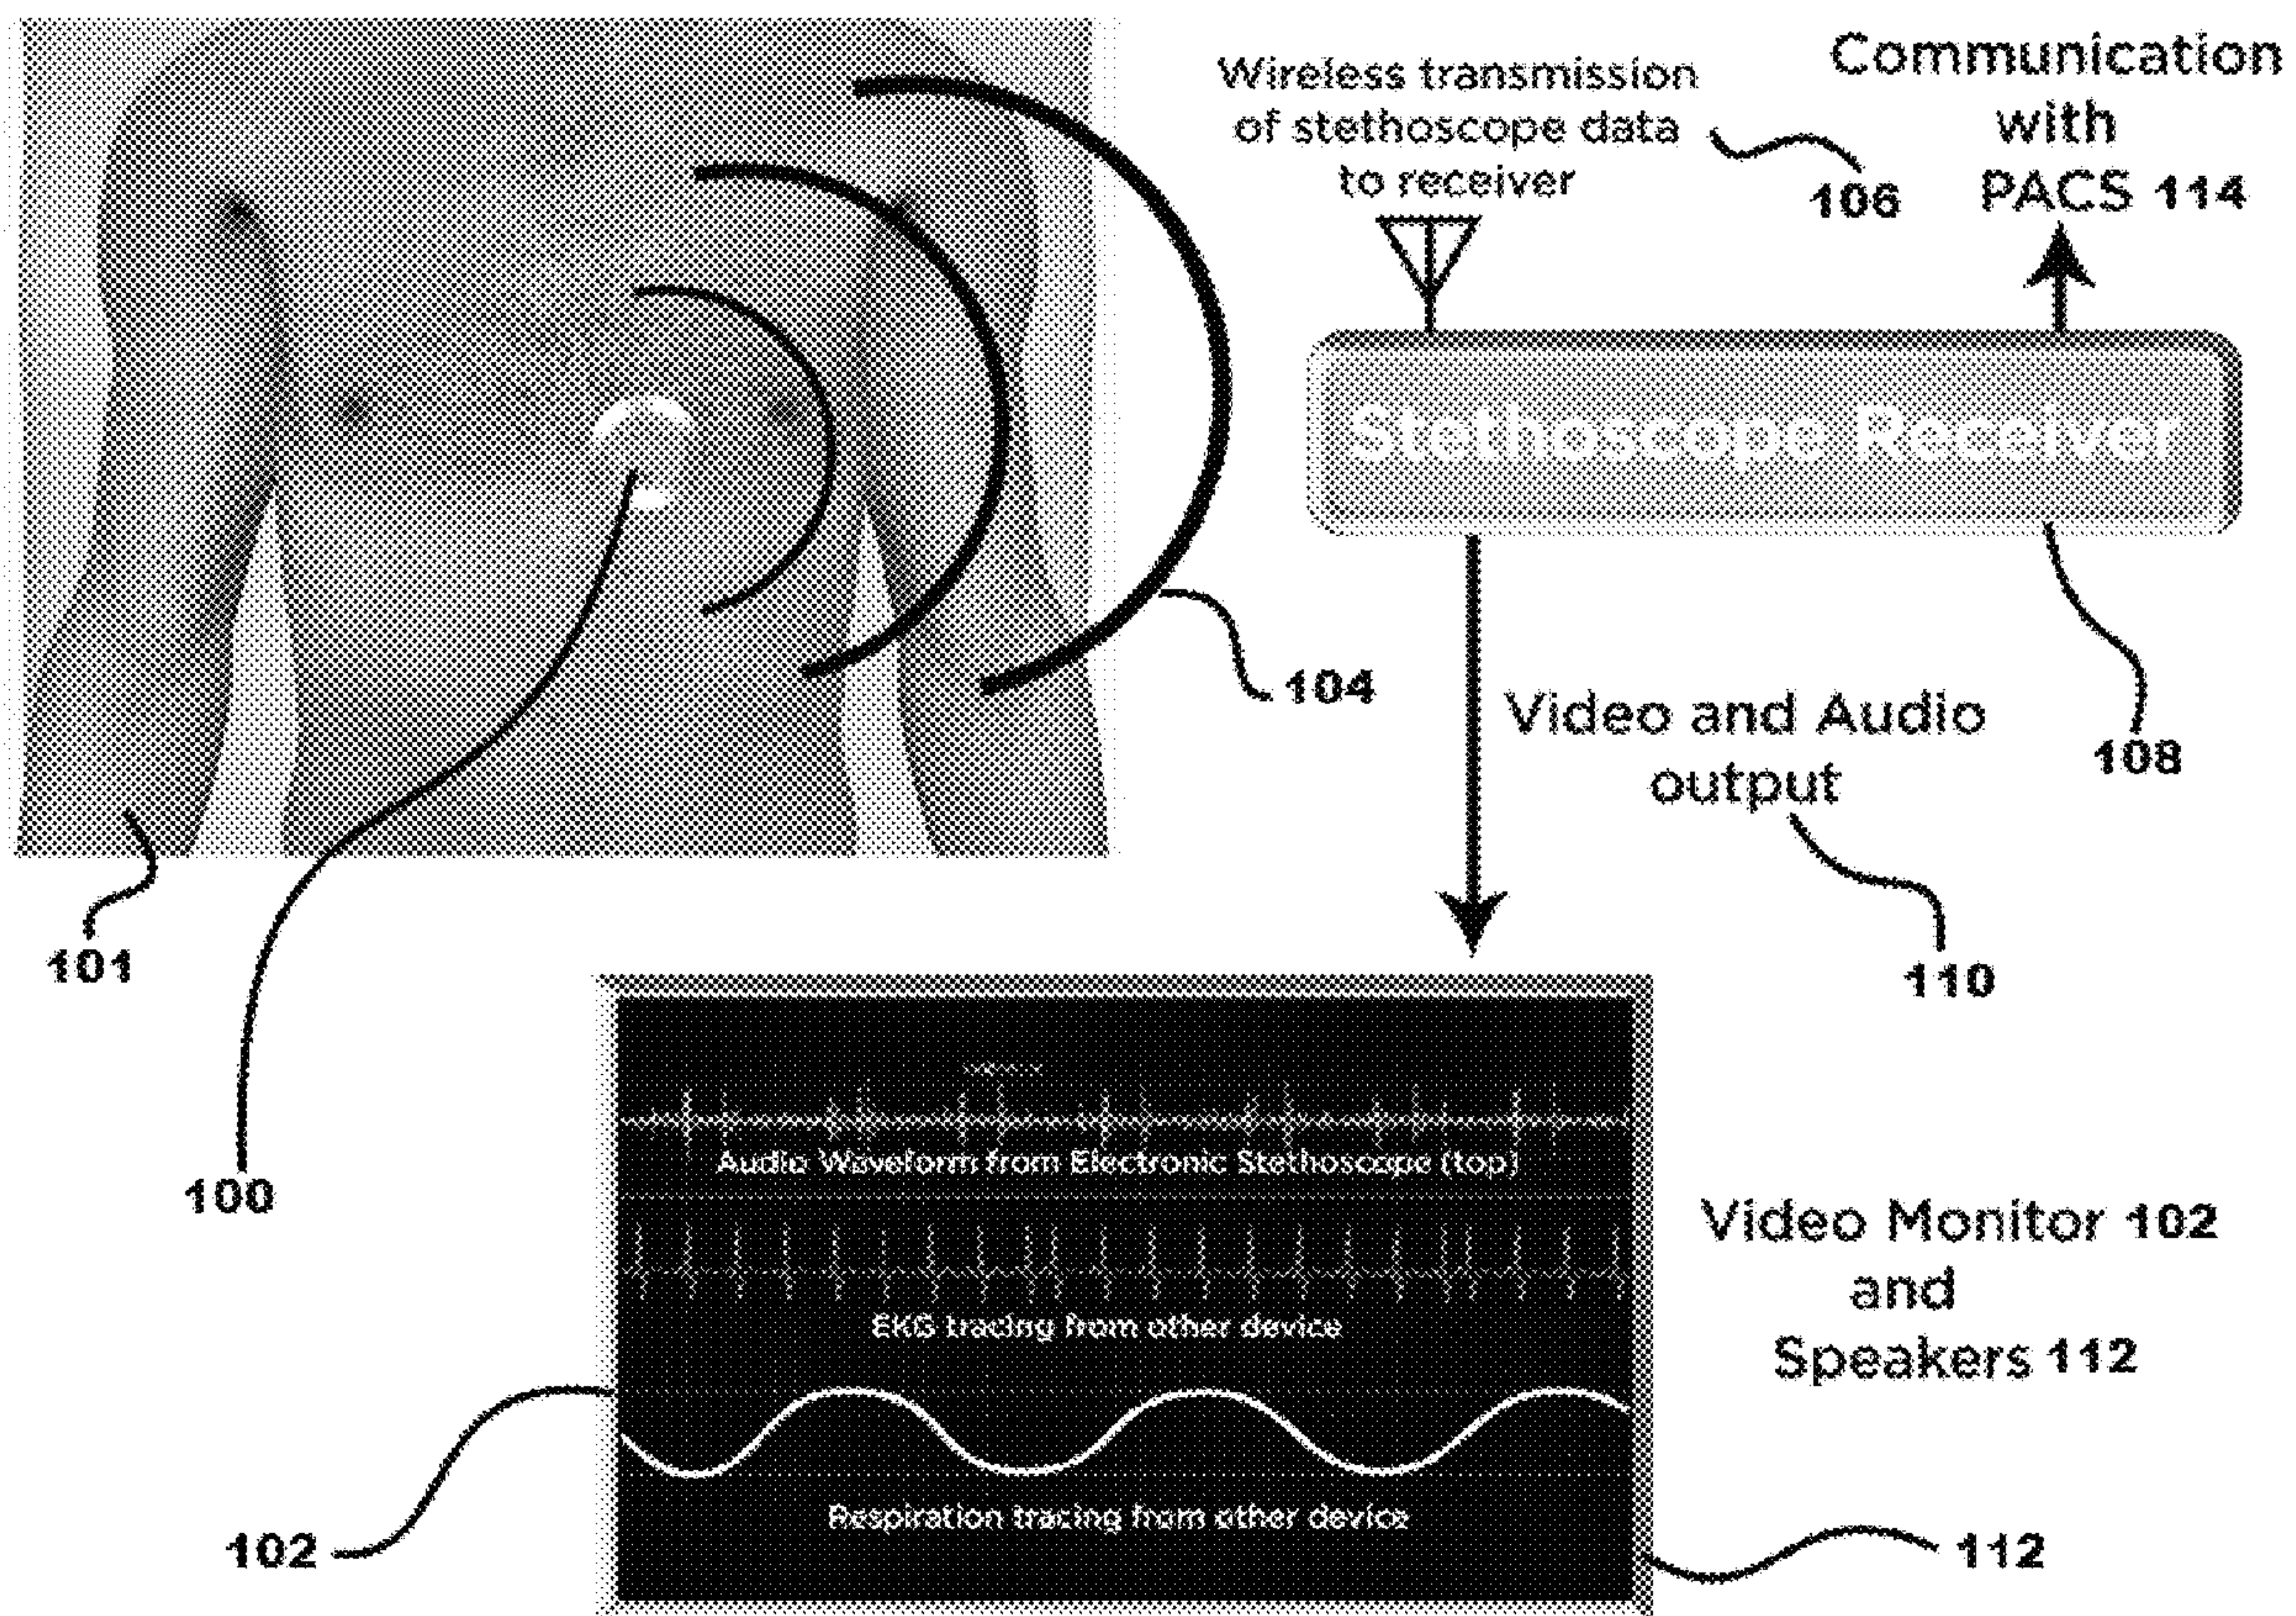 Wireless transmission
of stethoscope data
to receiver
106
Communication
with
PACS 114
Stethoscope Receiver
104
Video and Audio
output
108
110
101
100
Audio Waveform from Electronic Stethoscope (top)
EKG tracing from other device
Respiration tracing from other device
Video Monitor 102
and
Speakers 112
102
112